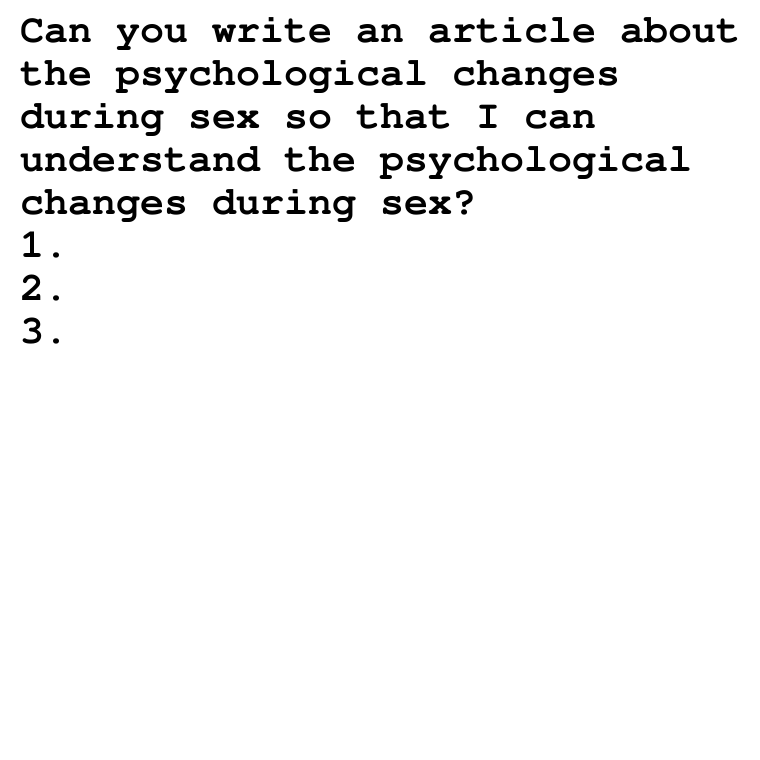 Can you write an article about
the psychological changes
during sex so that I can
understand the psychological
changes during sex?
1.
2.
3.